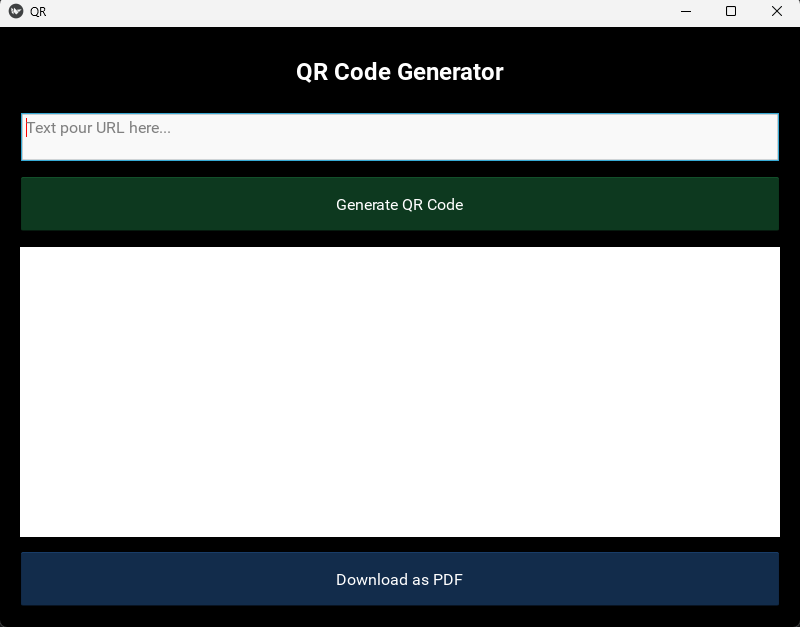 QR
QR Code Generator
Text pour URL here...
Generate QR Code
Download as PDF